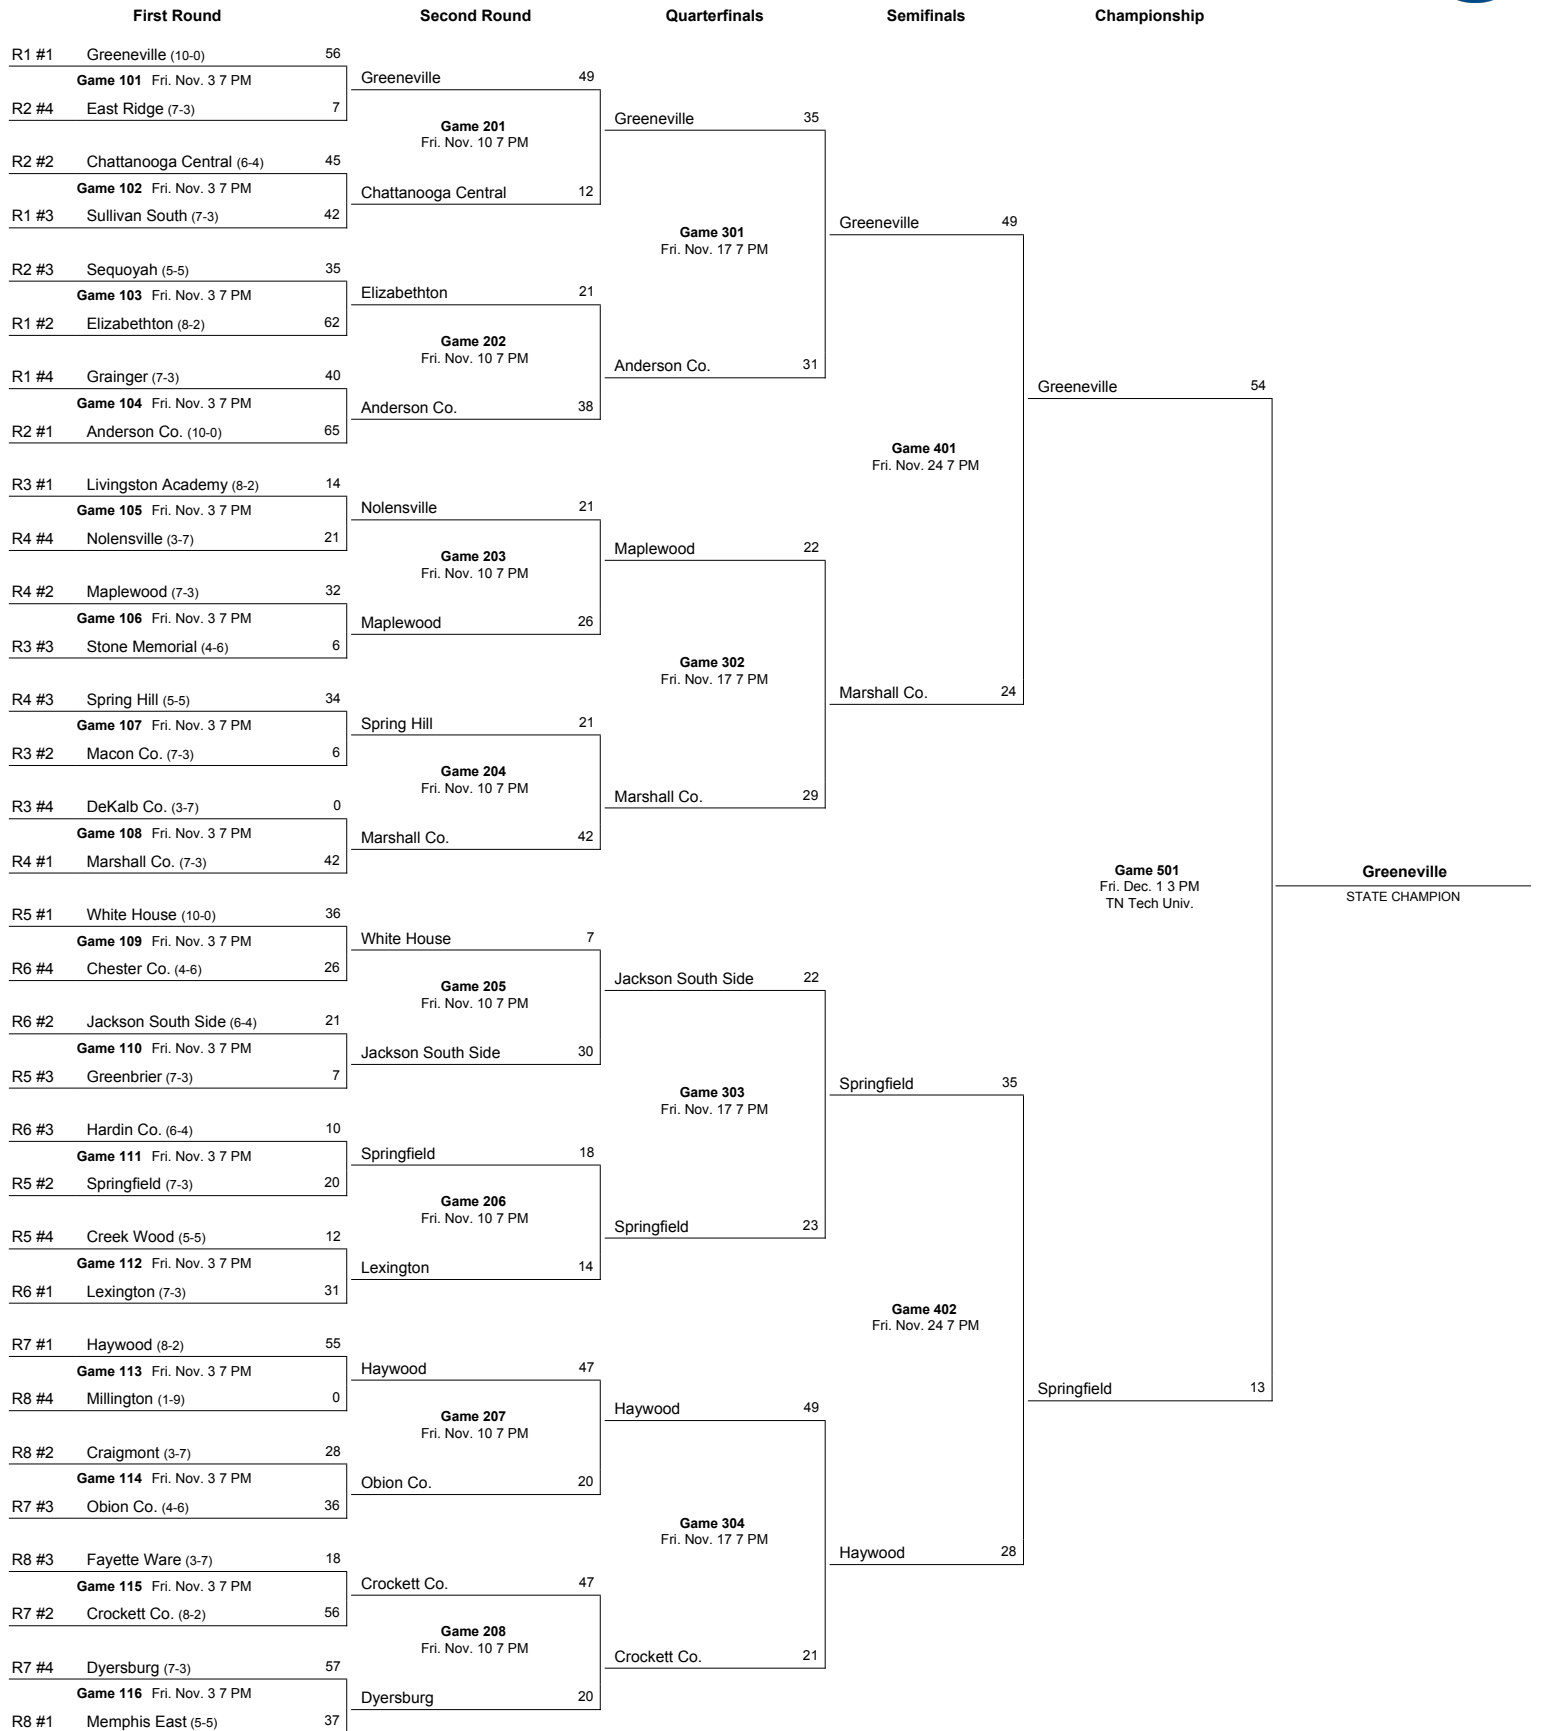 First Round Second Round Quarterfinals Semifinals Championship
R1 #1 Greeneville (10-0) 56
Game 101 Fri. Nov. 3 7 PM
R2 #4 East Ridge (7-3) 7
R2 #2 Chattanooga Central (6-4) 45
Game 102 Fri. Nov. 3 7 PM
R1 #3 Sullivan South (7-3) 42
R2 #3 Sequoyah (5-5) 35
Game 103 Fri. Nov. 3 7 PM
R1 #2 Elizabethton (8-2) 62
R1 #4 Grainger (7-3) 40
Game 104 Fri. Nov. 3 7 PM
R2 #1 Anderson Co. (10-0) 65
R3 #1 Livingston Academy (8-2) 14
Game 105 Fri. Nov. 3 7 PM
R4 #4 Nolensville (3-7) 21
R4 #2 Maplewood (7-3) 32
Game 106 Fri. Nov. 3 7 PM
R3 #3 Stone Memorial (4-6) 6
R4 #3 Spring Hill (5-5) 34
Game 107 Fri. Nov. 3 7 PM
R3 #2 Macon Co. (7-3) 6
R3 #4 DeKalb Co. (3-7) 0
Game 108 Fri. Nov. 3 7 PM
R4 #1 Marshall Co. (7-3) 42
R5 #1 White House (10-0) 36
Game 109 Fri. Nov. 3 7 PM
R6 #4 Chester Co. (4-6) 26
R6 #2 Jackson South Side (6-4) 21
Game 110 Fri. Nov. 3 7 PM
R5 #3 Greenbrier (7-3) 7
R6 #3 Hardin Co. (6-4) 10
Game 111 Fri. Nov. 3 7 PM
R5 #2 Springfield (7-3) 20
R5 #4 Creek Wood (5-5) 12
Game 112 Fri. Nov. 3 7 PM
R6 #1 Lexington (7-3) 31
R7 #1 Haywood (8-2) 55
Game 113 Fri. Nov. 3 7 PM
R8 #4 Millington (1-9) 0
R8 #2 Craigmont (3-7) 28
Game 114 Fri. Nov. 3 7 PM
R7 #3 Obion Co. (4-6) 36
R8 #3 Fayette Ware (3-7) 18
Game 115 Fri. Nov. 3 7 PM
R7 #2 Crockett Co. (8-2) 56
R7 #4 Dyersburg (7-3) 57
Game 116 Fri. Nov. 3 7 PM
R8 #1 Memphis East (5-5) 37
Greeneville 49
Game 201
Fri. Nov. 10 7 PM
Chattanooga Central 12
Elizabethton 21
Game 202
Fri. Nov. 10 7 PM
Anderson Co. 38
Nolensville 21
Game 203
Fri. Nov. 10 7 PM
Maplewood 26
Spring Hill 21
Game 204
Fri. Nov. 10 7 PM
Marshall Co. 42
White House 7
Game 205
Fri. Nov. 10 7 PM
Jackson South Side 30
Springfield 18
Game 206
Fri. Nov. 10 7 PM
Lexington 14
Haywood 47
Game 207
Fri. Nov. 10 7 PM
Obion Co. 20
Crockett Co. 47
Game 208
Fri. Nov. 10 7 PM
Dyersburg 20
Greeneville 35
Game 301
Fri. Nov. 17 7 PM
Anderson Co. 31
Maplewood 22
Game 302
Fri. Nov. 17 7 PM
Marshall Co. 29
Jackson South Side 22
Game 303
Fri. Nov. 17 7 PM
Springfield 23
Haywood 49
Game 304
Fri. Nov. 17 7 PM
Crockett Co. 21
Greeneville 49
Game 401
Fri. Nov. 24 7 PM
Marshall Co. 24
Springfield 35
Game 402
Fri. Nov. 24 7 PM
Haywood 28
Greeneville 54
Game 501
Fri. Dec. 1 3 PM
TN Tech Univ.
Springfield 13
Greeneville
STATE CHAMPION